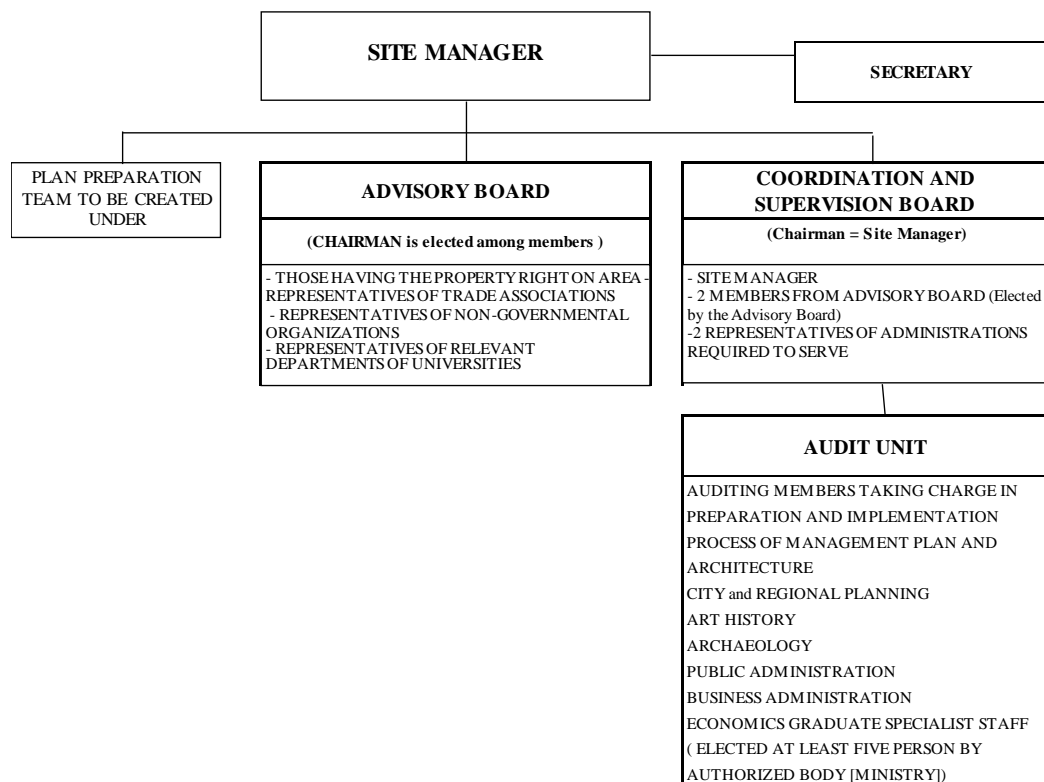 SITE MANAGER
SECRETARY
PLAN PREPARATION
TEAM TO BE CREATED
UNDER
ADVISORY BOARD
(CHAIRMAN is elected among members )
- THOSE HAVING THE PROPERTY RIGHT ON AREA -
REPRESENTATIVES OF TRADE ASSOCIATIONS
- REPRESENTATIVES OF NON-GOVERNMENTAL
ORGANIZATIONS
- REPRESENTATIVES OF RELEVANT
DEPARTMENTS OF UNIVERSITIES
COORDINATION AND
SUPERVISION BOARD
(Chairman = Site Manager)
- SITE MANAGER
- 2 MEMBERS FROM ADVISORY BOARD (Elected
by the Advisory Board)
-2 REPRESENTATIVES OF ADMINISTRATIONS
REQUIRED TO SERVE
AUDIT UNIT
AUDITING MEMBERS TAKING CHARGE IN
PREPARATION AND IMPLEMENTATION
PROCESS OF MANAGEMENT PLAN AND
ARCHITECTURE
CITY and REGIONAL PLANNING
ART HISTORY
ARCHAEOLOGY
PUBLIC ADMINISTRATION
BUSINESS ADMINISTRATION
ECONOMICS GRADUATE SPECIALIST STAFF
( ELECTED AT LEAST FIVE PERSON BY
AUTHORIZED BODY [MINISTRY])